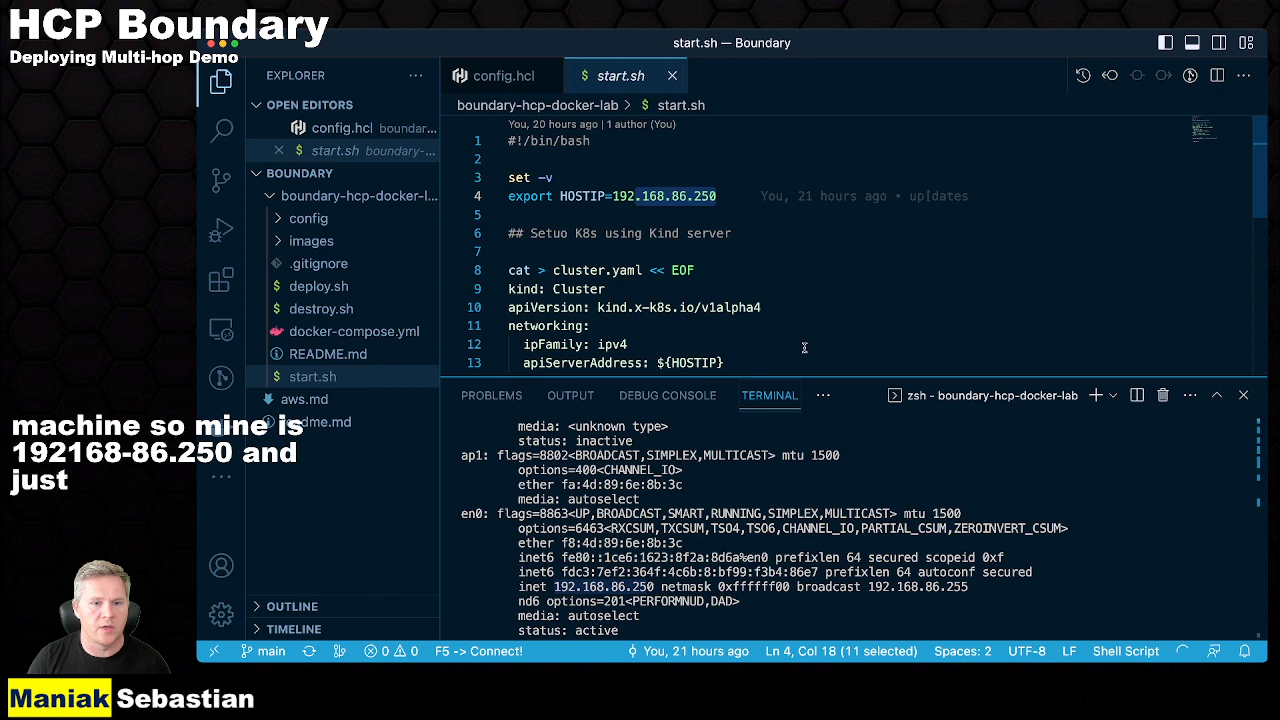 HCP Boundary
Deploying Multi-hop Demo
start.sh — Boundary
EXPLORER
OPEN EDITORS
config.hcl boundar...
start.sh boundary-...
BOUNDARY
boundary-hcp-docker-l...
config
images
.gitignore
deploy.sh
destroy.sh
docker-compose.yml
README.md
start.sh
aws.md
OUTLINE
TIMELINE
config.hcl
start.sh
boundary-hcp-docker-lab > start.sh
You, 20 hours ago | 1 author (You)
1 #!/bin/bash
2
3 set -v
4 export HOSTIP=192.168.86.250 You, 21 hours ago • up[dates
5
6 ## Setuo K8s using Kind server
7
8 cat > cluster.yaml << EOF
9 kind: Cluster
10 apiVersion: kind.x-k8s.io/v1alpha4
11 networking:
12 ipFamily: ipv4
13 apiServerAddress: ${HOSTIP}
PROBLEMS OUTPUT DEBUG CONSOLE TERMINAL ... zsh - boundary-hcp-docker-lab
media: <unknown type>
status: inactive
ap1: flags=8802<BROADCAST,SIMPLEX,MULTICAST> mtu 1500
options=400<CHANNEL_IO>
ether fa:4d:89:6e:8b:3c
media: autoselect
en0: flags=8863<UP,BROADCAST,SMART,RUNNING,SIMPLEX,MULTICAST> mtu 1500
options=6463<RXCSUM,TXCSUM,TSO4,TSO6,CHANNEL_IO,PARTIAL_CSUM,ZEROINVERT_CSUM>
ether f8:4d:89:6e:8b:3c
inet6 fe80::1ce6:1623:8f2a:8d6a%en0 prefixlen 64 secured scopeid 0xf
inet6 fdc3:7ef2:364f:4c6b:8:bf99:f3b4:86e7 prefixlen 64 autoconf secured
inet 192.168.86.250 netmask 0xffffff00 broadcast 192.168.86.255
nd6 options=201<PERFORMNUD,DAD>
media: autoselect
status: active
machine so mine is
192168-86.250 and
just
main 0 0 F5 -> Connect! You, 21 hours ago Ln 4, Col 18 (11 selected) Spaces: 2 UTF-8 LF Shell Script
Maniak Sebastian